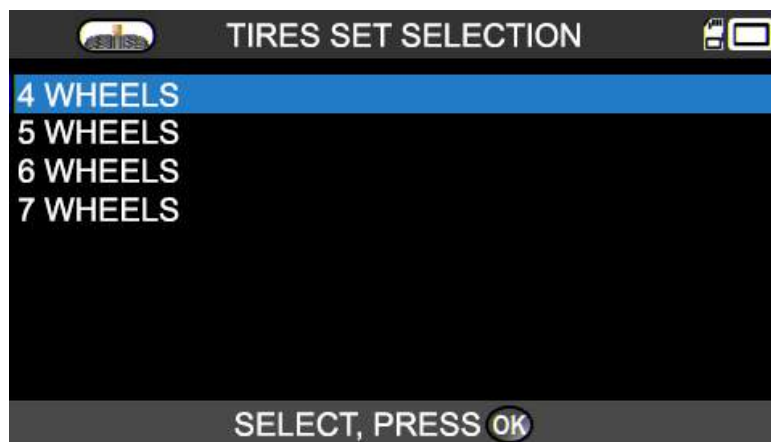 TIRES SET SELECTION
4 WHEELS
5 WHEELS
6 WHEELS
7 WHEELS
SELECT, PRESS OK